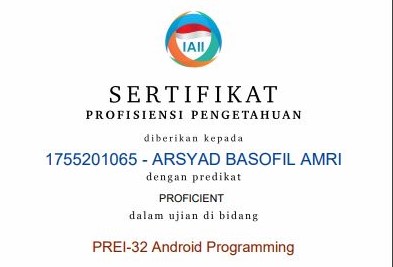 IAII
SERTIFIKAT
PROFISIENSI PENGETAHUAN
diberikan kepada
1755201065 - ARSYAD BASOFIL AMRI
dengan predikat
PROFICIENT
dalam ujian di bidang
PREI-32 Android Programming